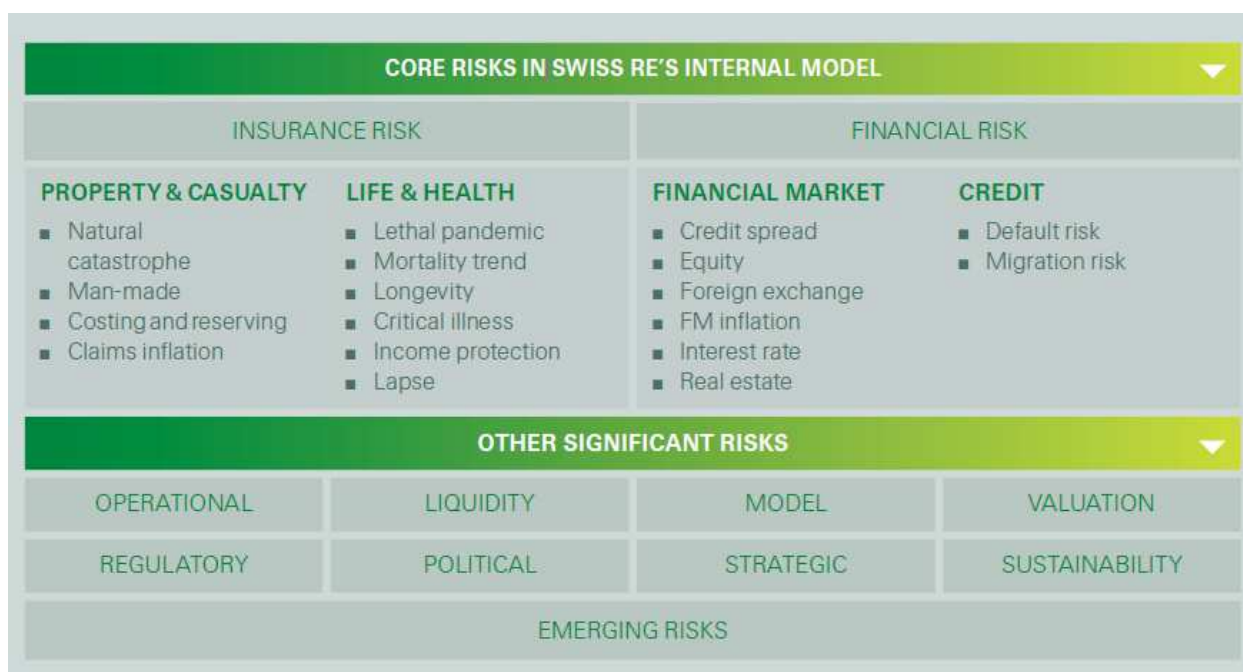 CORE RISKS IN SWISS RE'S INTERNAL MODEL
INSURANCE RISK
FINANCIAL RISK
PROPERTY & CASUALTY
■ Natural
catastrophe
■ Man-made
■ Costing and reserving
■ Claims inflation
LIFE & HEALTH
■ Lethal pandemic
■ Mortality trend
■ Longevity
■ Critical illness
■ Income protection
■ Lapse
FINANCIAL MARKET
■ Credit spread
■ Equity
■ Foreign exchange
■ FM inflation
■ Interest rate
■ Real estate
CREDIT
■ Default risk
■ Migration risk
OTHER SIGNIFICANT RISKS
OPERATIONAL
LIQUIDITY
MODEL
VALUATION
REGULATORY
POLITICAL
STRATEGIC
SUSTAINABILITY
EMERGING RISKS